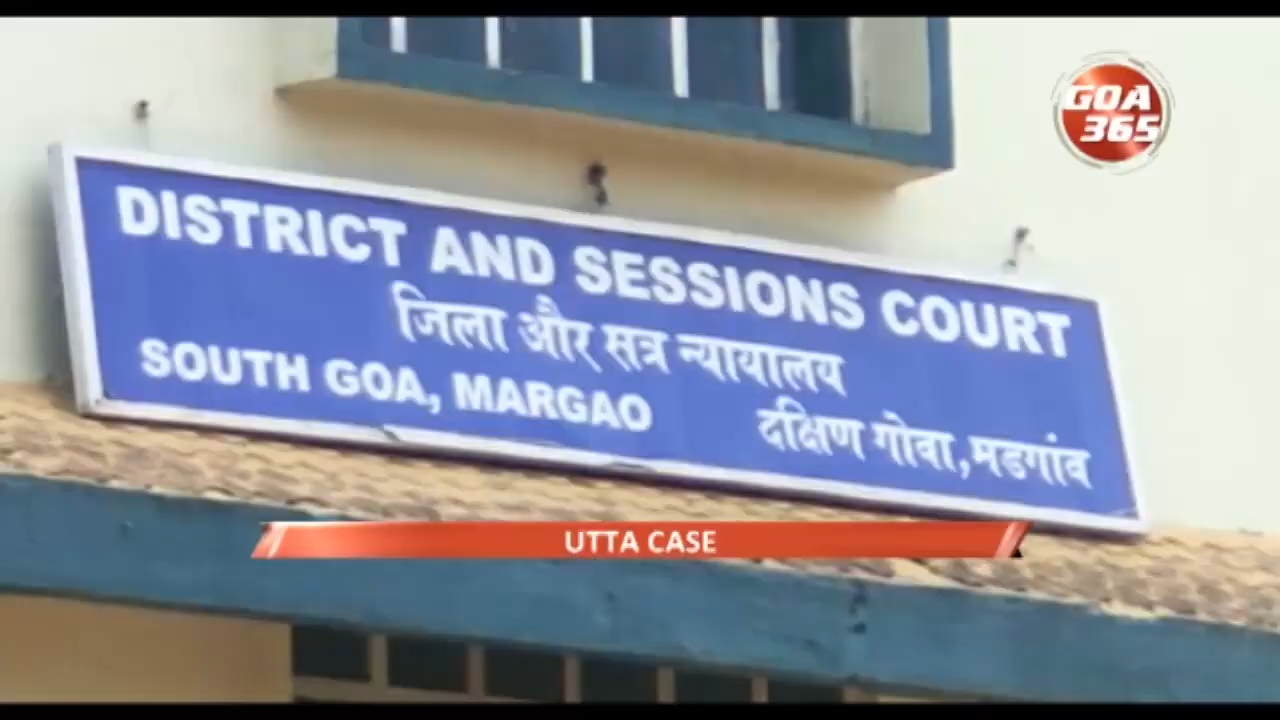 GOA
365
DISTRICT AND SESSIONS COURT
जिला और सत्र न्यायालय
SOUTH GOA, MARGAO
दक्षिण गोवा, मडगांव
UTTA CASE